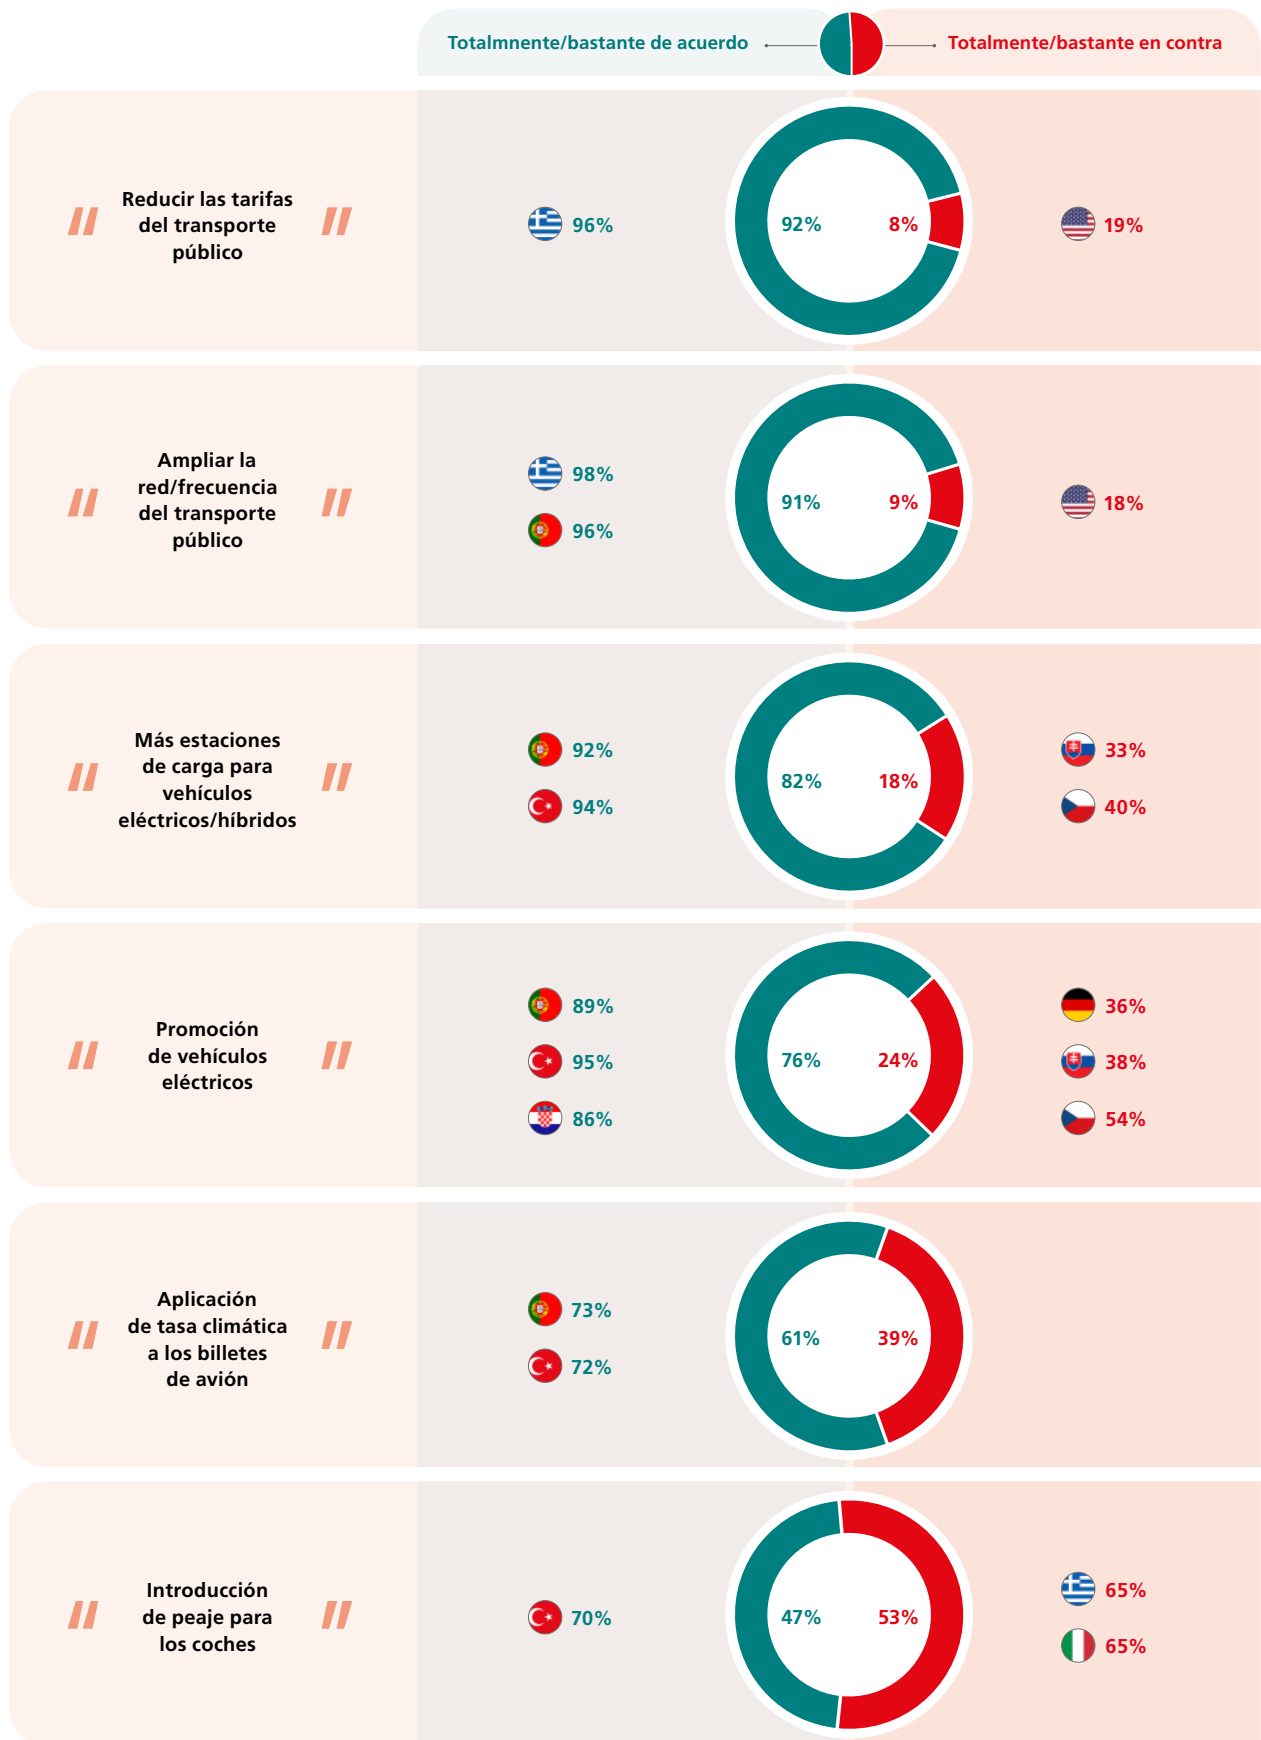 Totalmnente/bastante de acuerdo
Totalmente/bastante en contra
Reducir las tarifas
del transporte
público
96%
92%
8%
19%
Ampliar la
red/frecuencia
del transporte
público
98%
96%
91%
9%
18%
Más estaciones
de carga para
vehículos
eléctricos/híbridos
92%
94%
82%
18%
33%
40%
Promoción
de vehículos
eléctricos
89%
95%
86%
76%
24%
36%
38%
54%
Aplicación
de tasa climática
a los billetes
de avión
73%
72%
61%
39%
Introducción
de peaje para
los coches
70%
47%
53%
65%
65%